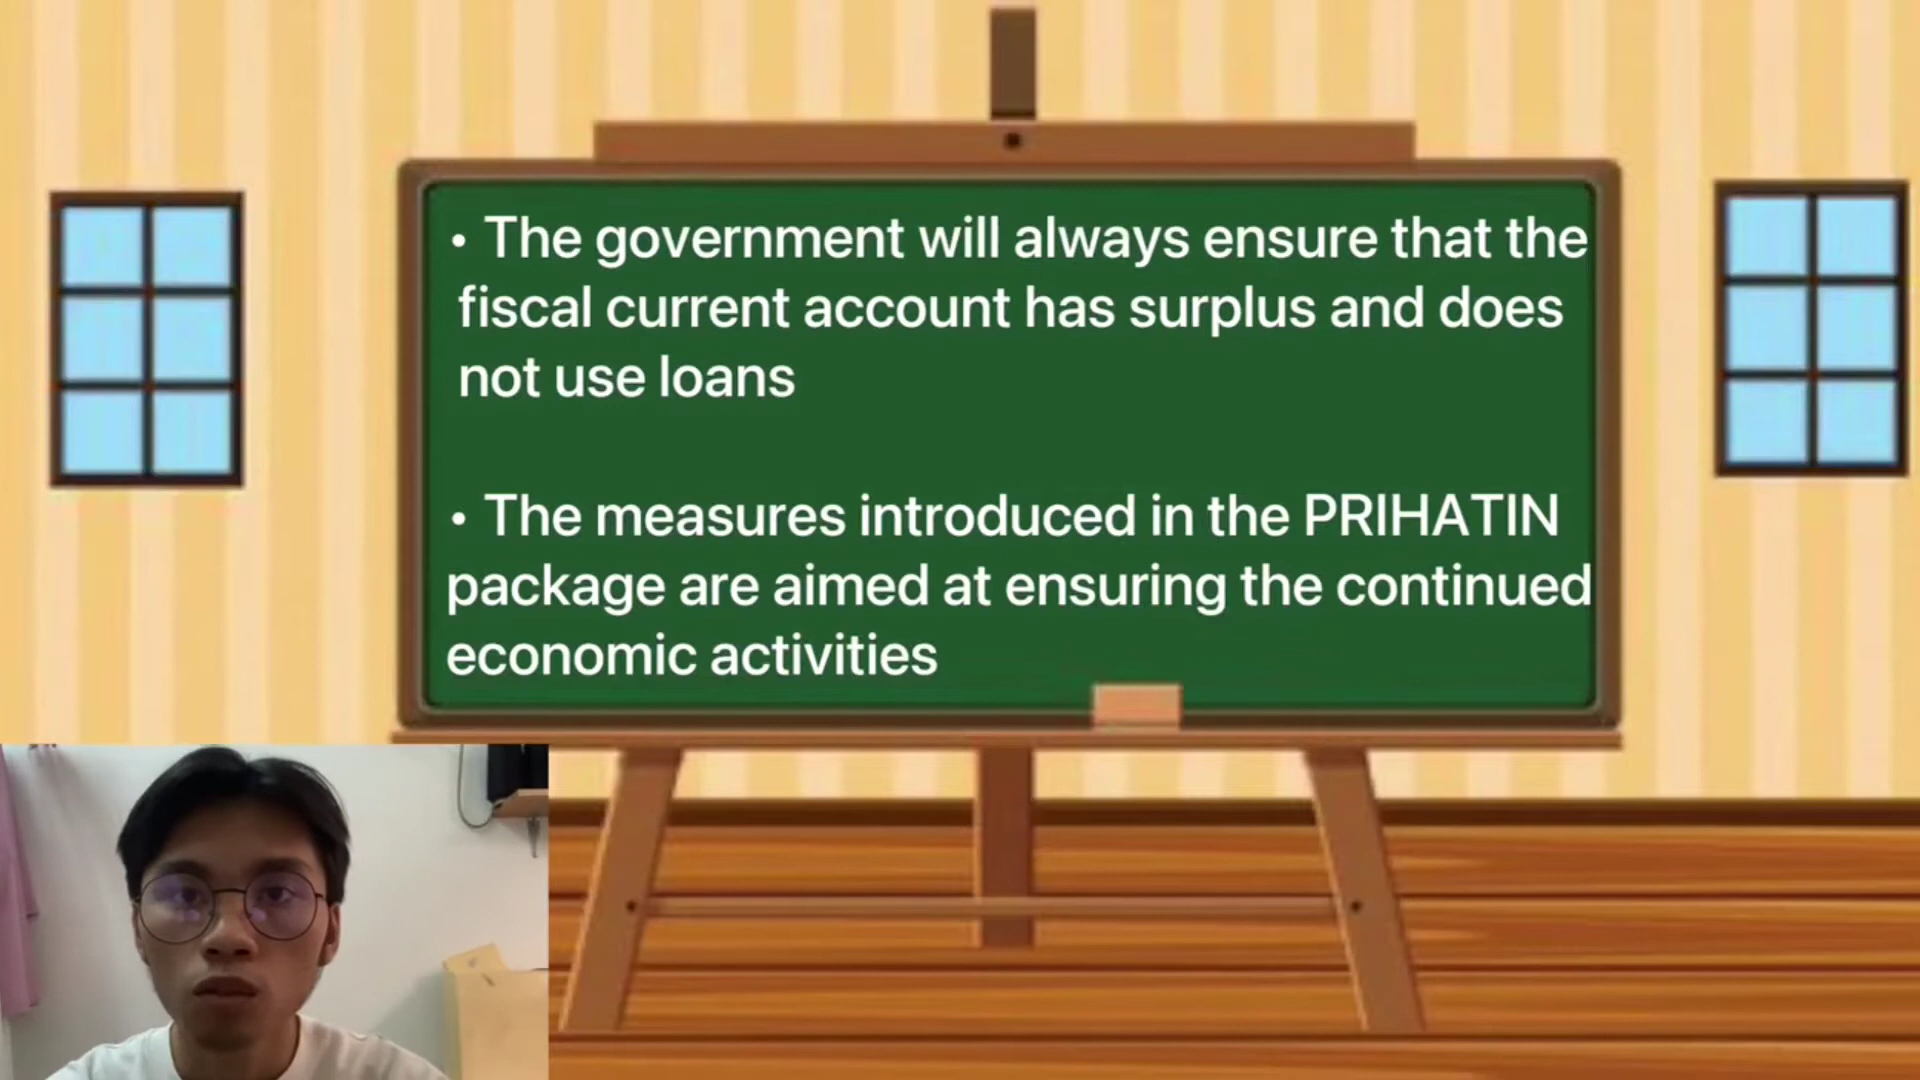 • The government will always ensure that the
fiscal current account has surplus and does
not use loans
• The measures introduced in the PRIHATIN
package are aimed at ensuring the continued
economic activities